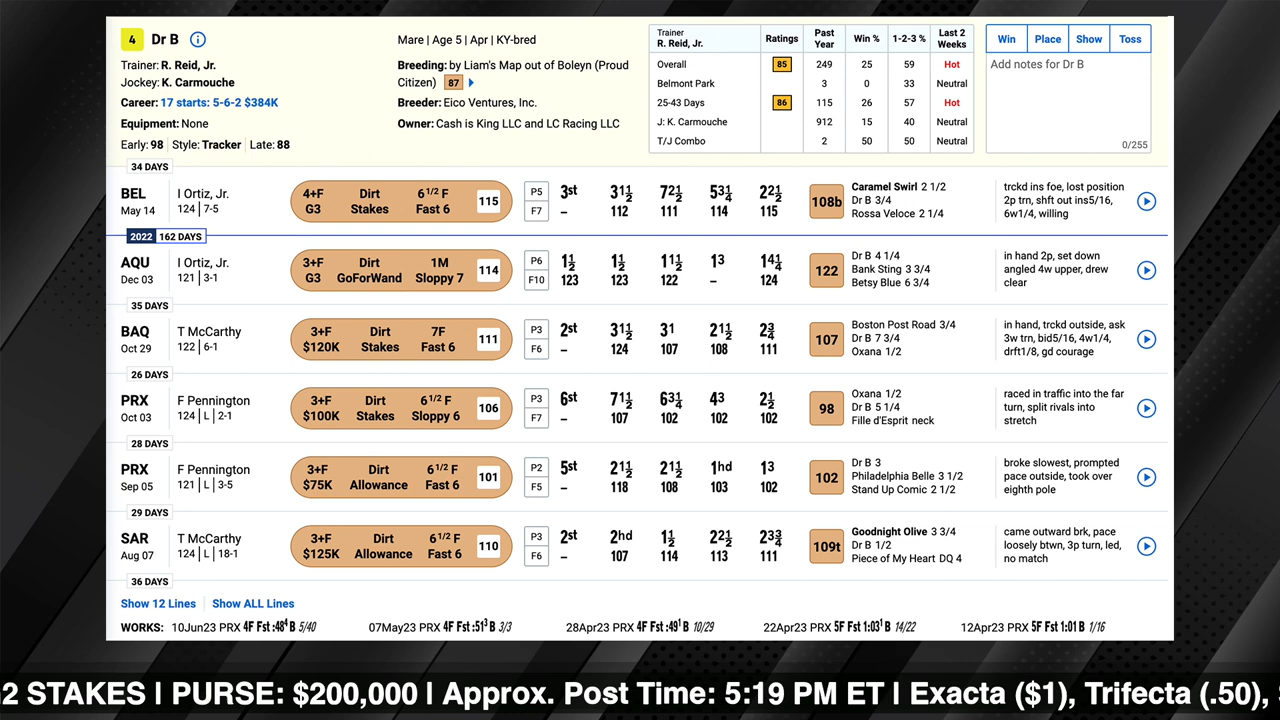 4 Dr B
Mare | Age 5 | Apr | KY-bred
Trainer: R. Reid, Jr.
Jockey: K. Carmouche
Career: 17 starts: 5-6-2 $384K
Equipment: None
Early: 98 | Style: Tracker | Late: 88
Breeding: by Liam's Map out of Boleyn (Proud
Citizen) 87
Breeder: Eico Ventures, Inc.
Owner: Cash is King LLC and LC Racing LLC
Trainer R. Reid, Jr. Ratings Past Year Win % 1-2-3 % Last 2 Weeks
Overall 85 249 25 59 Hot
Belmont Park 3 0 33 Neutral
25-43 Days 86 115 26 57 Hot
J: K. Carmouche 912 15 40 Neutral
T/J Combo 2 50 50 Neutral
Win Place Show Toss
Add notes for Dr B
0/255
34 DAYS
BEL I Ortiz, Jr. 4+F Dirt 6 1/2 F 115 P5 3st 3 1 1/2 7 2 1/2 5 3 1/4 2 2 1/2 108b Caramel Swirl 2 1/2 trckd ins foe, lost position
May 14 124 | 7-5 G3 Stakes Fast 6 F7 – 112 111 114 115 Dr B 3/4 2p trn, shft out ins5/16,
Rossa Veloce 2 1/4 6w1/4, willing
2022 162 DAYS
AQU I Ortiz, Jr. 3+F Dirt 1M 114 P6 1 1/2 1 1/2 1 1 1/2 1 3 1 4 1/4 122 Dr B 4 1/4 in hand 2p, set down
Dec 03 121 | 3-1 G3 GoForWand Sloppy 7 F10 123 123 122 – 124 Bank Sting 3 3/4 angled 4w upper, drew
Betsy Blue 6 3/4 clear
35 DAYS
BAQ T McCarthy 3+F Dirt 7F 111 P3 2st 3 1 1/2 3 1 2 1 1/2 2 3/4 107 Boston Post Road 3/4 in hand, trckd outside, ask
Oct 29 122 | 6-1 $120K Stakes Fast 6 F6 – 124 107 108 111 Dr B 7 3/4 3w trn, bid5/16, 4w1/4,
Oxana 1/2 drft1/8, gd courage
26 DAYS
PRX F Pennington 3+F Dirt 6 1/2 F 106 P3 6st 7 1 1/2 6 3 1/4 4 3 2 1/2 98 Oxana 1/2 raced in traffic into the far
Oct 03 124 | L | 2-1 $100K Stakes Sloppy 6 F7 – 107 102 102 102 Dr B 5 1/4 turn, split rivals into
Fille d'Esprit neck stretch
28 DAYS
PRX F Pennington 3+F Dirt 6 1/2 F 101 P2 5st 2 1 1/2 2 1 1/2 1 hd 1 3 102 Dr B 3 broke slowest, prompted
Sep 05 121 | L | 3-5 $75K Allowance Fast 6 F5 – 118 108 103 102 Philadelphia Belle 3 1/2 pace outside, took over
Stand Up Comic 2 1/2 eighth pole
29 DAYS
SAR T McCarthy 3+F Dirt 6 1/2 F 110 P3 2st 2 hd 1 1/2 2 2 1/2 2 3 3/4 109t Goodnight Olive 3 3/4 came outward brk, pace
Aug 07 124 | L | 18-1 $125K Allowance Fast 6 F6 – 107 114 113 111 Dr B 1/2 loosely btwn, 3p turn, led,
Piece of My Heart DQ 4 no match
36 DAYS
Show 12 Lines | Show ALL Lines
WORKS: 10Jun23 PRX 4F Fst :48⁴ B 5/40 07May23 PRX 4F Fst :51³ B 3/3 28Apr23 PRX 4F Fst :49¹ B 10/29 22Apr23 PRX 5F Fst 1:03¹ B 14/22 12Apr23 PRX 5F Fst 1:01 B 1/16
2 STAKES | PURSE: $200,000 | Approx. Post Time: 5:19 PM ET | Exacta ($1), Trifecta (.50),